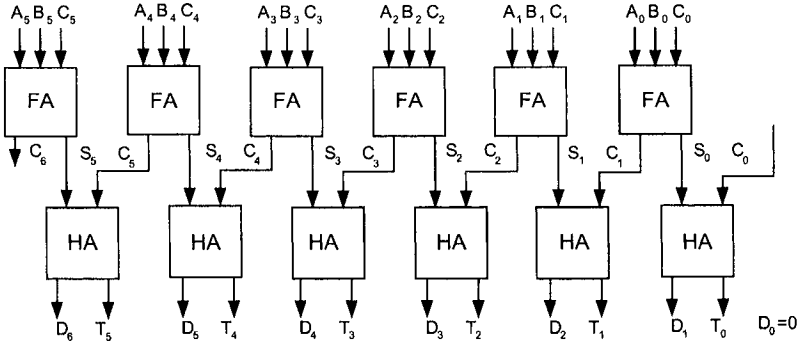 A5 B5 C5 A4 B4 C4 A3 B3 C3 A2 B2 C2 A1 B1 C1 A0 B0 C0
FA FA FA FA FA FA
C6 S5 C5 S4 C4 S3 C3 S2 C2 S1 C1 S0 C0
HA HA HA HA HA HA
D6 T5 D5 T4 D4 T3 D3 T2 D2 T1 D1 T0 D0=0